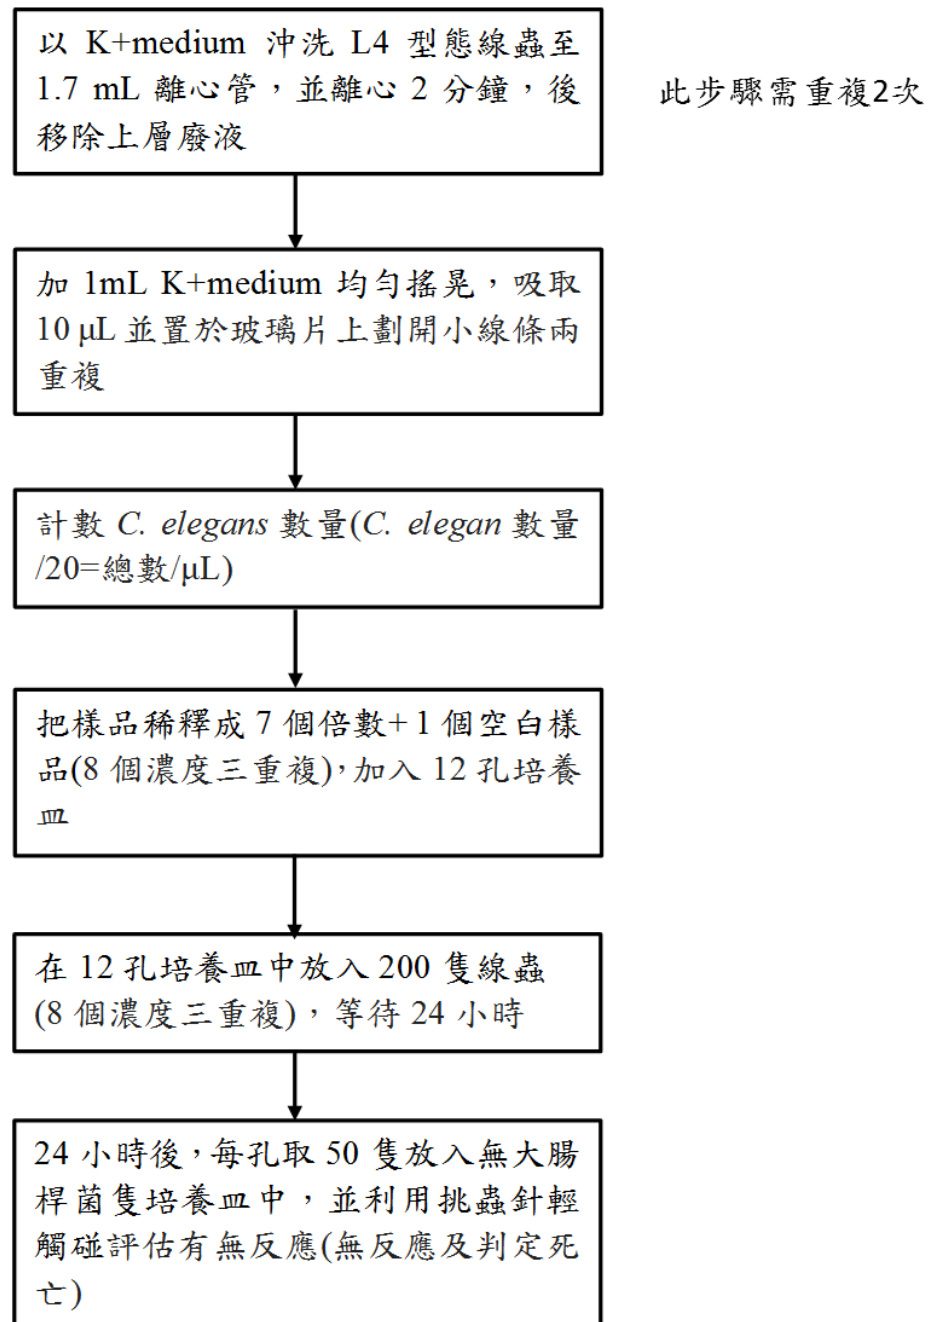 以 K+medium 沖洗 L4 型態線蟲至
1.7 mL 離心管，並離心 2 分鐘，後
移除上層廢液
此步驟需重複2次
加 1mL K+medium 均勻搖晃，吸取
10 μL 並置於玻璃片上劃開小線條兩
重複
計數 C. elegans 數量(C. elegan 數量
/20=總數/μL)
把樣品稀釋成 7 個倍數+ 1 個空白樣
品(8 個濃度三重複)，加入 12 孔培養
皿
在 12 孔培養皿中放入 200 隻線蟲
(8 個濃度三重複)，等待 24 小時
24 小時後，每孔取 50 隻放入無大腸
桿菌隻培養皿中，並利用挑蟲針輕
觸碰評估有無反應(無反應及判定死
亡)